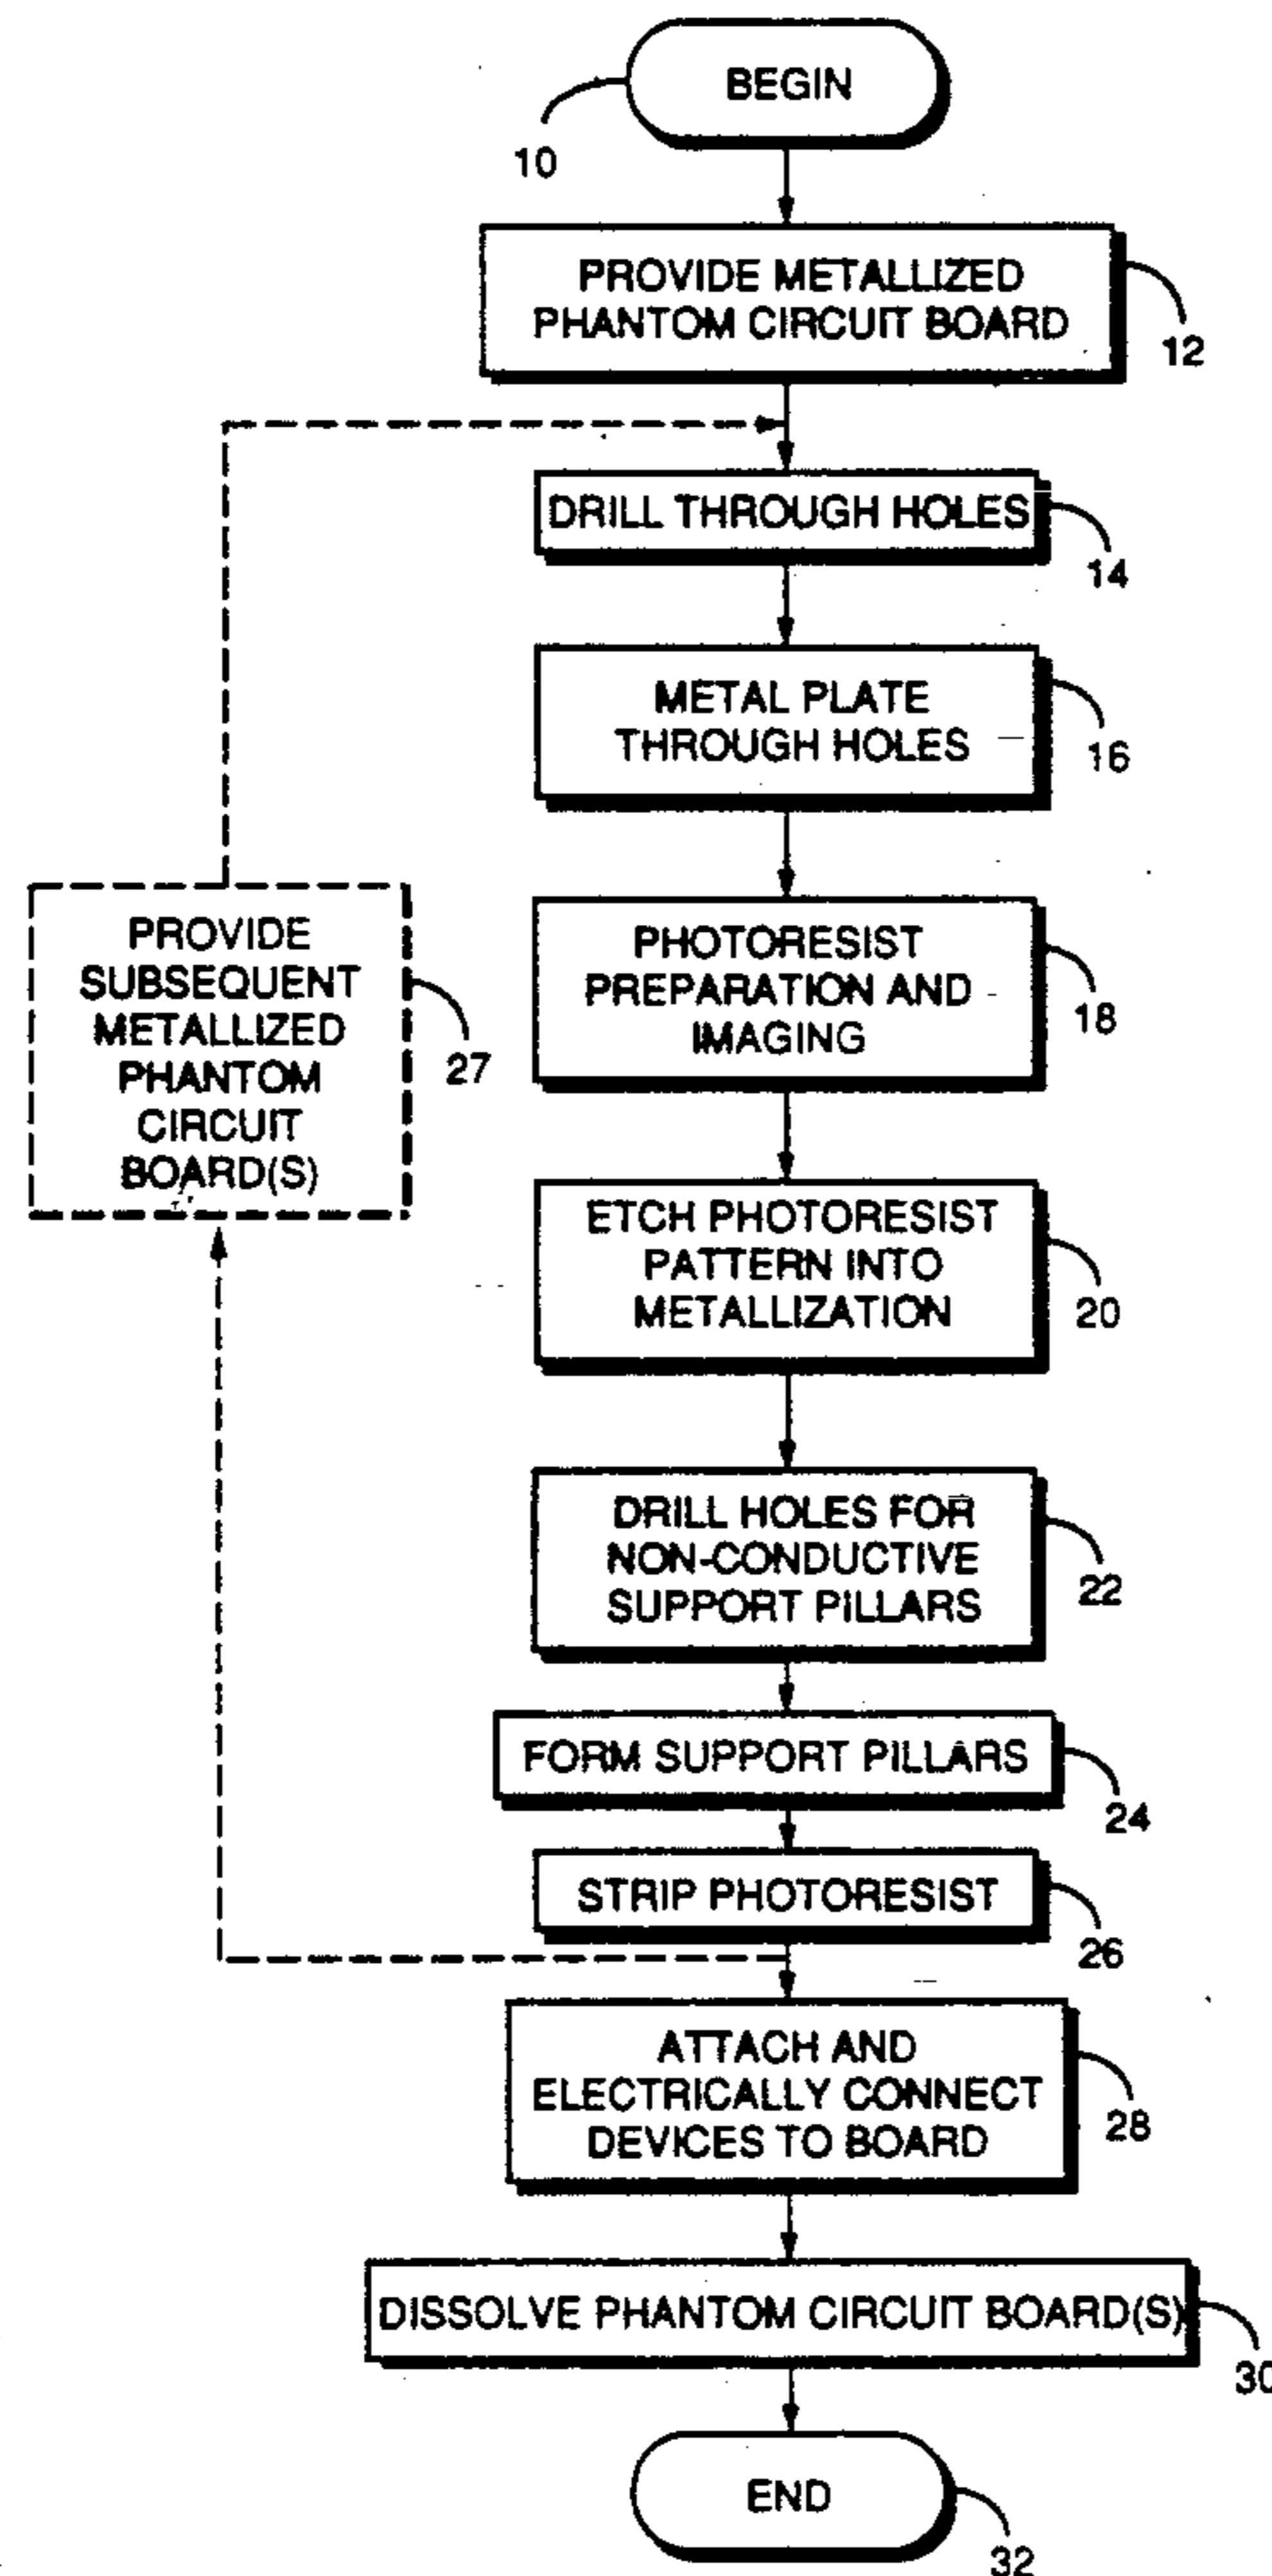 BEGIN
10
PROVIDE METALLIZED
PHANTOM CIRCUIT BOARD
12
DRILL THROUGH HOLES
14
METAL PLATE
THROUGH HOLES
16
PHOTORESIST
PREPARATION AND
IMAGING
18
PROVIDE
SUBSEQUENT
METALLIZED
PHANTOM
CIRCUIT
BOARD(S)
27
ETCH PHOTORESIST
PATTERN INTO
METALLIZATION
20
DRILL HOLES FOR
NON-CONDUCTIVE
SUPPORT PILLARS
22
FORM SUPPORT PILLARS
24
STRIP PHOTORESIST
26
ATTACH AND
ELECTRICALLY CONNECT
DEVICES TO BOARD
28
DISSOLVE PHANTOM CIRCUIT BOARD(S)
30
END
32